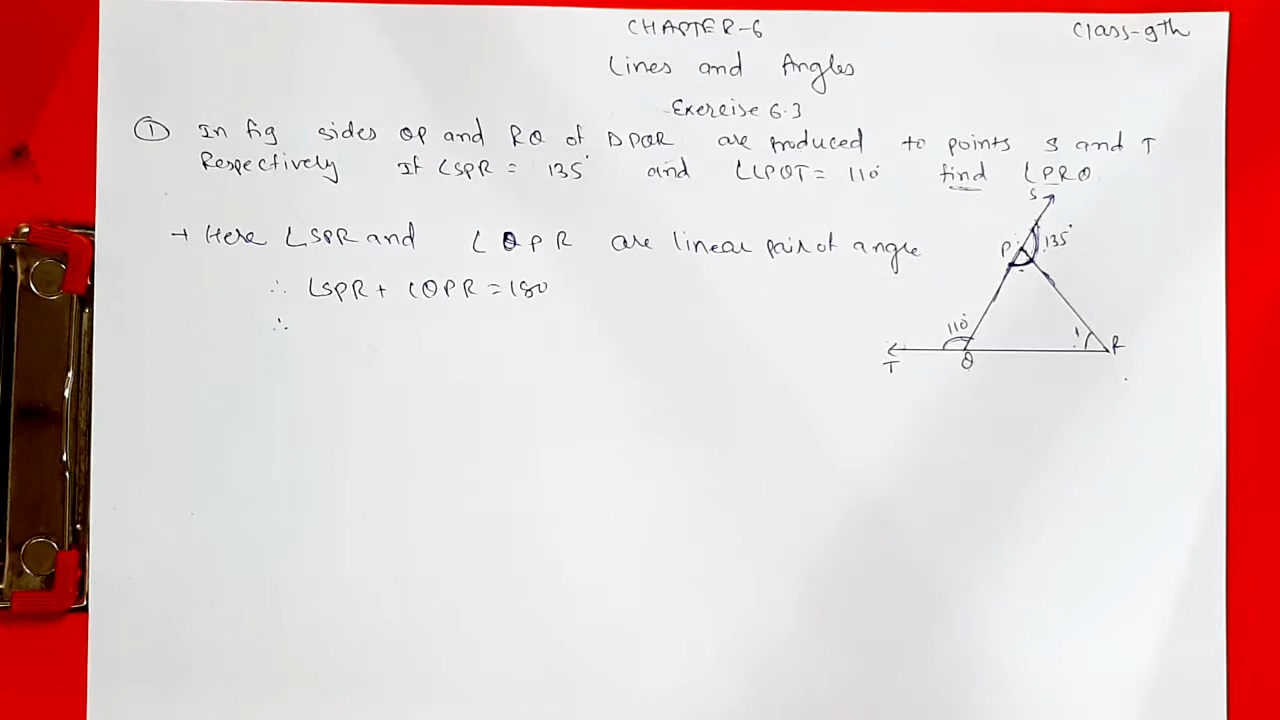 CHAPTER-6
Class-9th
Lines and Angles
Exercise 6.3
① In fig sides QP and RQ of ΔPQR are produced to points S and T
Respectively If ∠SPR = 135° and ∠∠PQT = 110° find ∠PRQ.
→ Here ∠SPR and ∠QPR are linear pair of angle
∴ ∠SPR + ∠QPR = 180
∴
S
P
135°
110°
T
Q
R